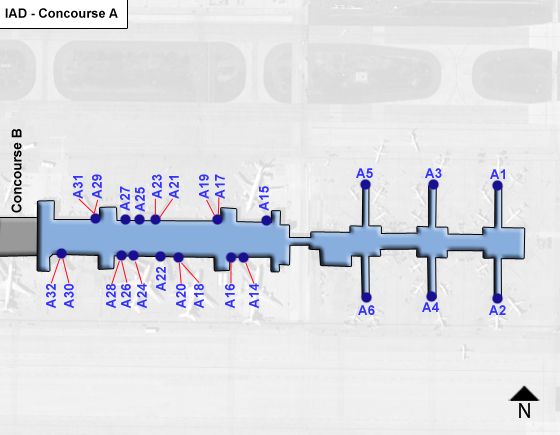 IAD - Concourse A
Concourse B
A31
A29
A27
A25
A23
A21
A19
A17
A15
A5
A3
A1
A32
A30
A28
A26
A24
A22
A20
A18
A16
A14
A6
A4
A2
N